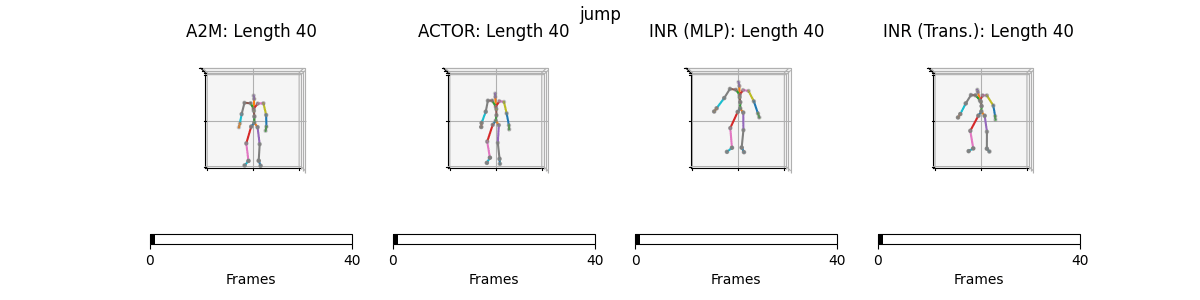 jump
A2M: Length 40
ACTOR: Length 40
INR (MLP): Length 40
INR (Trans.): Length 40
0 40
0 40
0 40
0 40
Frames
Frames
Frames
Frames